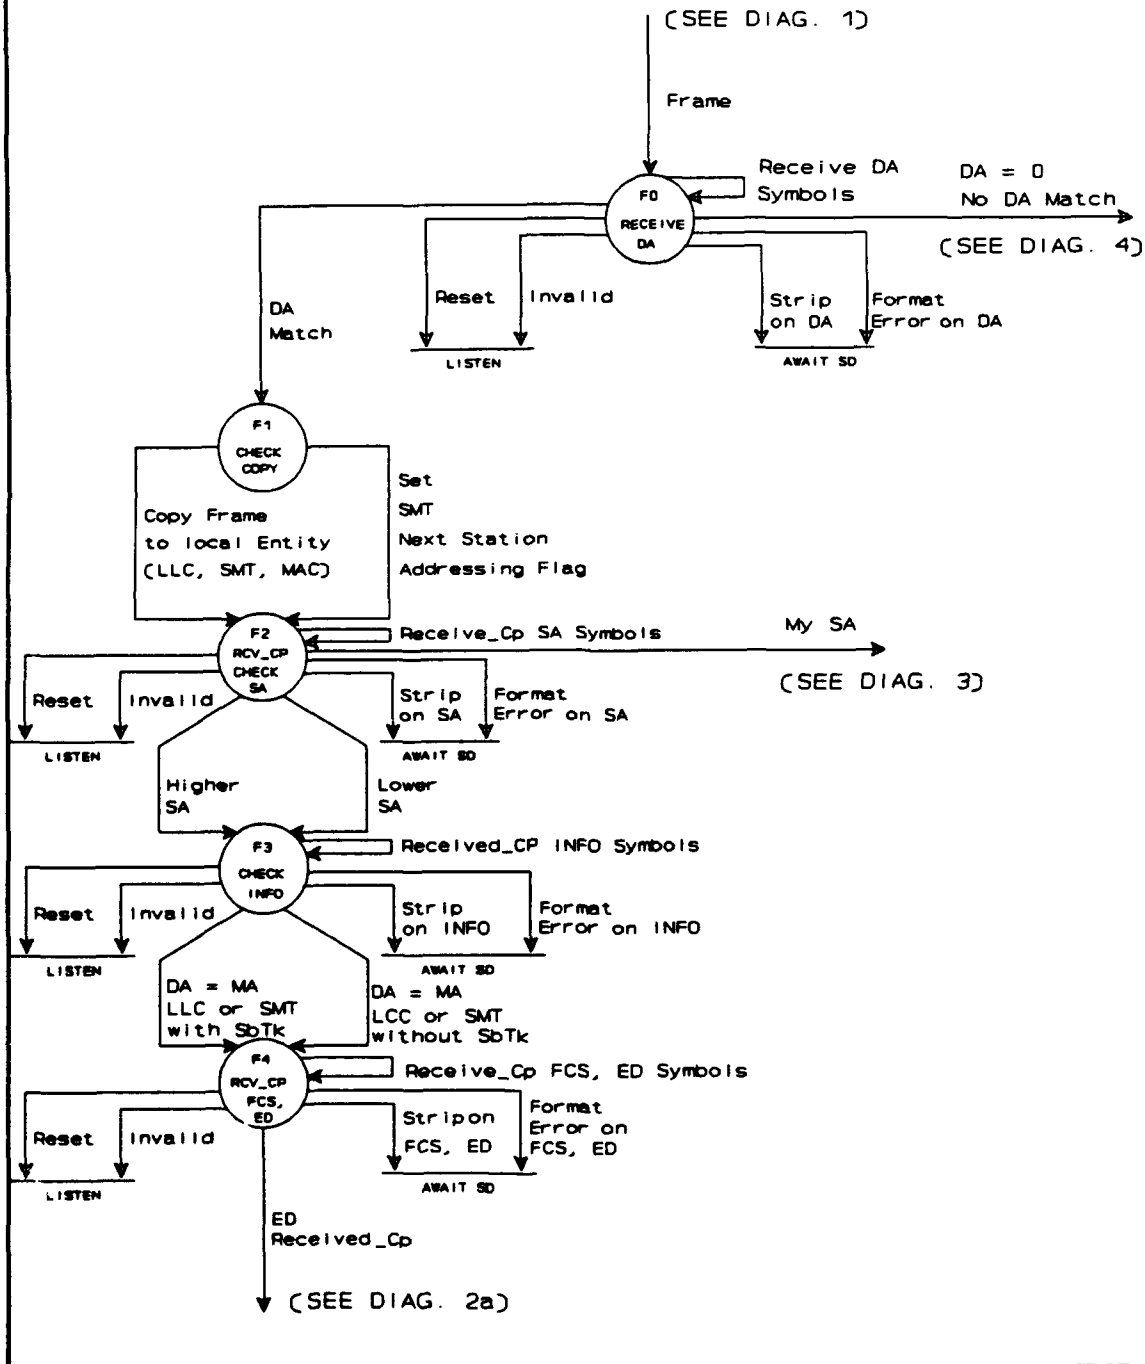 (SEE DIAG. 1)
Frame
F0
RECEIVE
DA
Receive DA
Symbols
DA = 0
No DA Match
(SEE DIAG. 4)
DA
Match
Reset
Invalid
LISTEN
Strip
on DA
Format
Error on DA
AWAIT SD
F1
CHECK
COPY
Copy Frame
to local Entity
(LLC, SMT, MAC)
Set
SMT
Next Station
Addressing Flag
F2
RCV_CP
CHECK
SA
Receive_Cp SA Symbols
My SA
(SEE DIAG. 3)
Reset
Invalid
LISTEN
Strip
on SA
Format
Error on SA
AWAIT SD
Higher
SA
Lower
SA
F3
CHECK
INFO
Received_CP INFO Symbols
Reset
Invalid
LISTEN
Strip
on INFO
Format
Error on INFO
AWAIT SD
DA = MA
LLC or SMT
with SbTk
DA = MA
LCC or SMT
without SbTk
F4
RCV_CP
FCS,
ED
Receive_Cp FCS, ED Symbols
Reset
Invalid
LISTEN
Stripon
FCS, ED
Format
Error on
FCS, ED
AWAIT SD
ED
Received_Cp
(SEE DIAG. 2a)